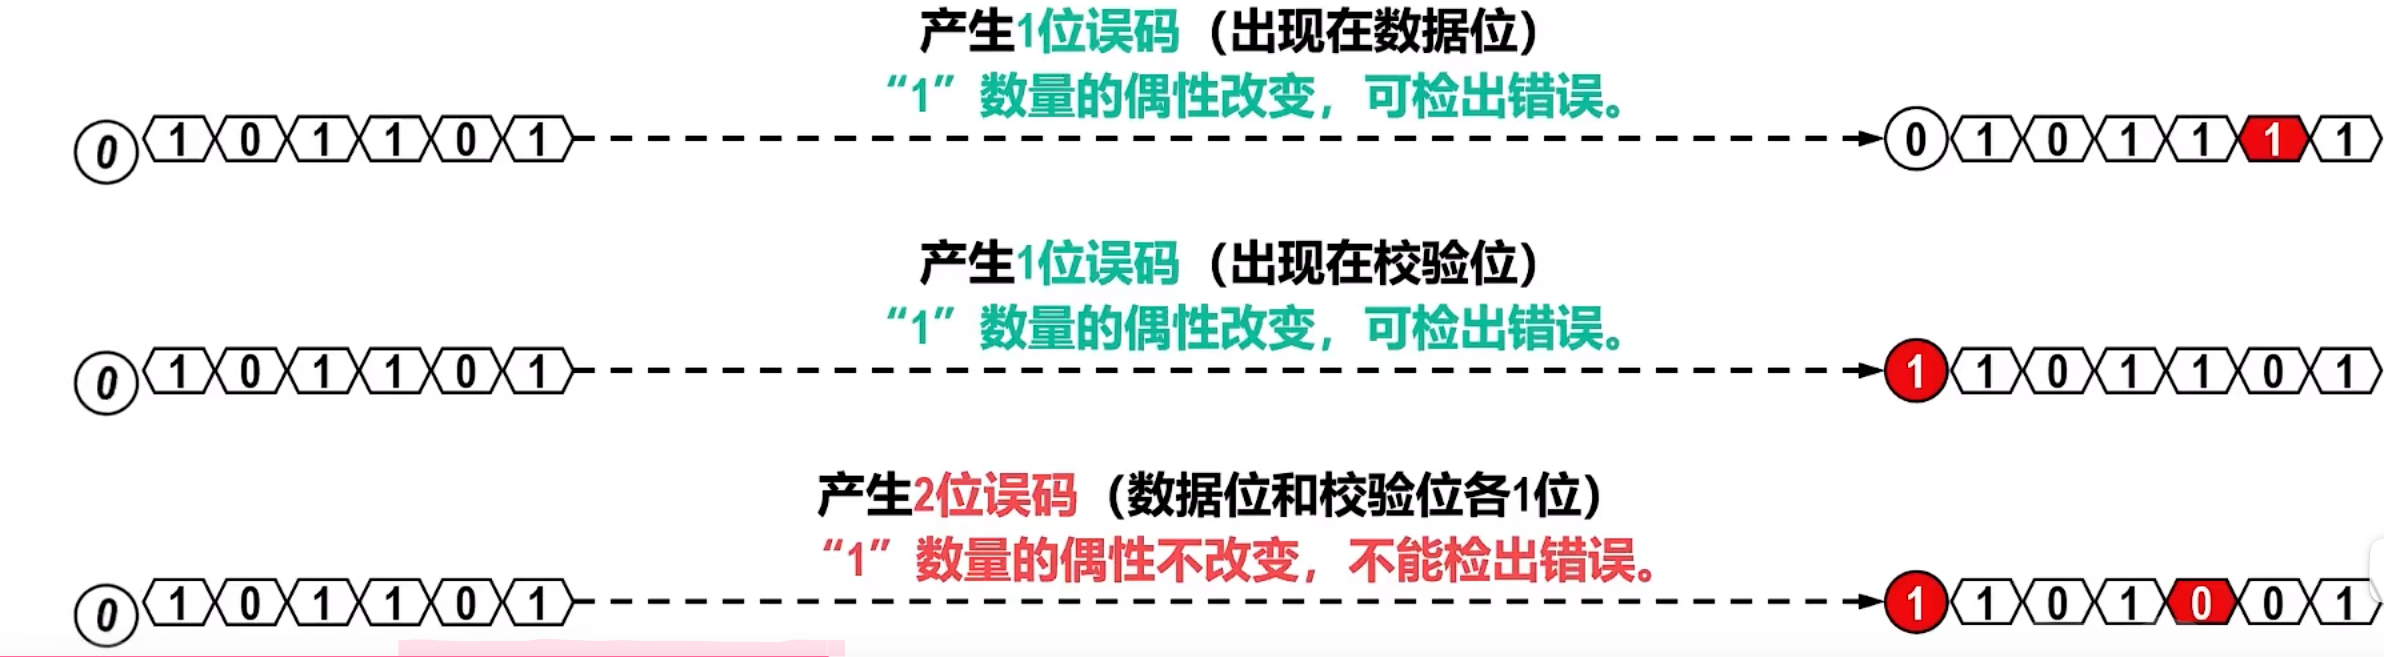 产生1位误码（出现在数据位）
“1”数量的偶性改变，可检出错误。
0 1 0 1 1 0 1 0 1 0 1 1 1 1
产生1位误码（出现在校验位）
“1”数量的偶性改变，可检出错误。
0 1 0 1 1 0 1 1 1 0 1 1 0 1
产生2位误码（数据位和校验位各1位）
“1”数量的偶性不改变，不能检出错误。
0 1 0 1 1 0 1 1 1 0 1 0 0 1